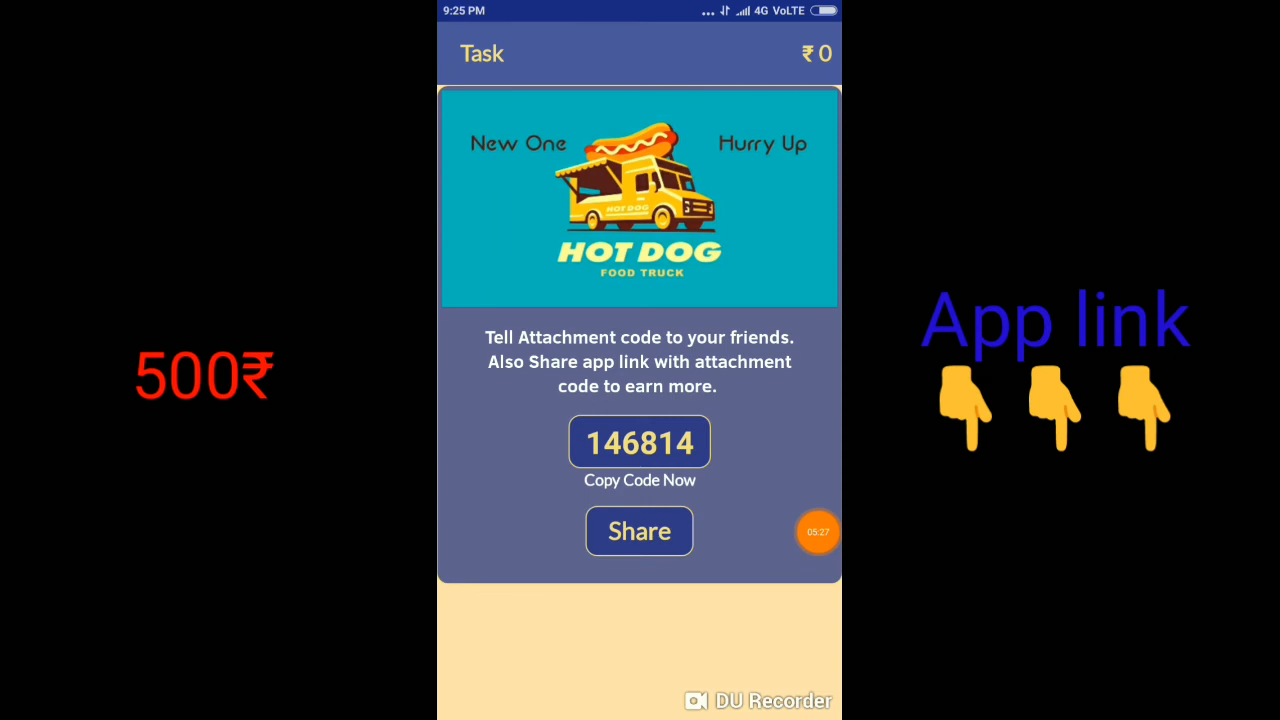 9:25 PM
... 4G VoLTE
Task
₹ 0
New One
Hurry Up
HOT DOG
HOT DOG
FOOD TRUCK
Tell Attachment code to your friends.
Also Share app link with attachment
code to earn more.
146814
Copy Code Now
Share
05:27
500₹
App link
👇👇👇
DU Recorder